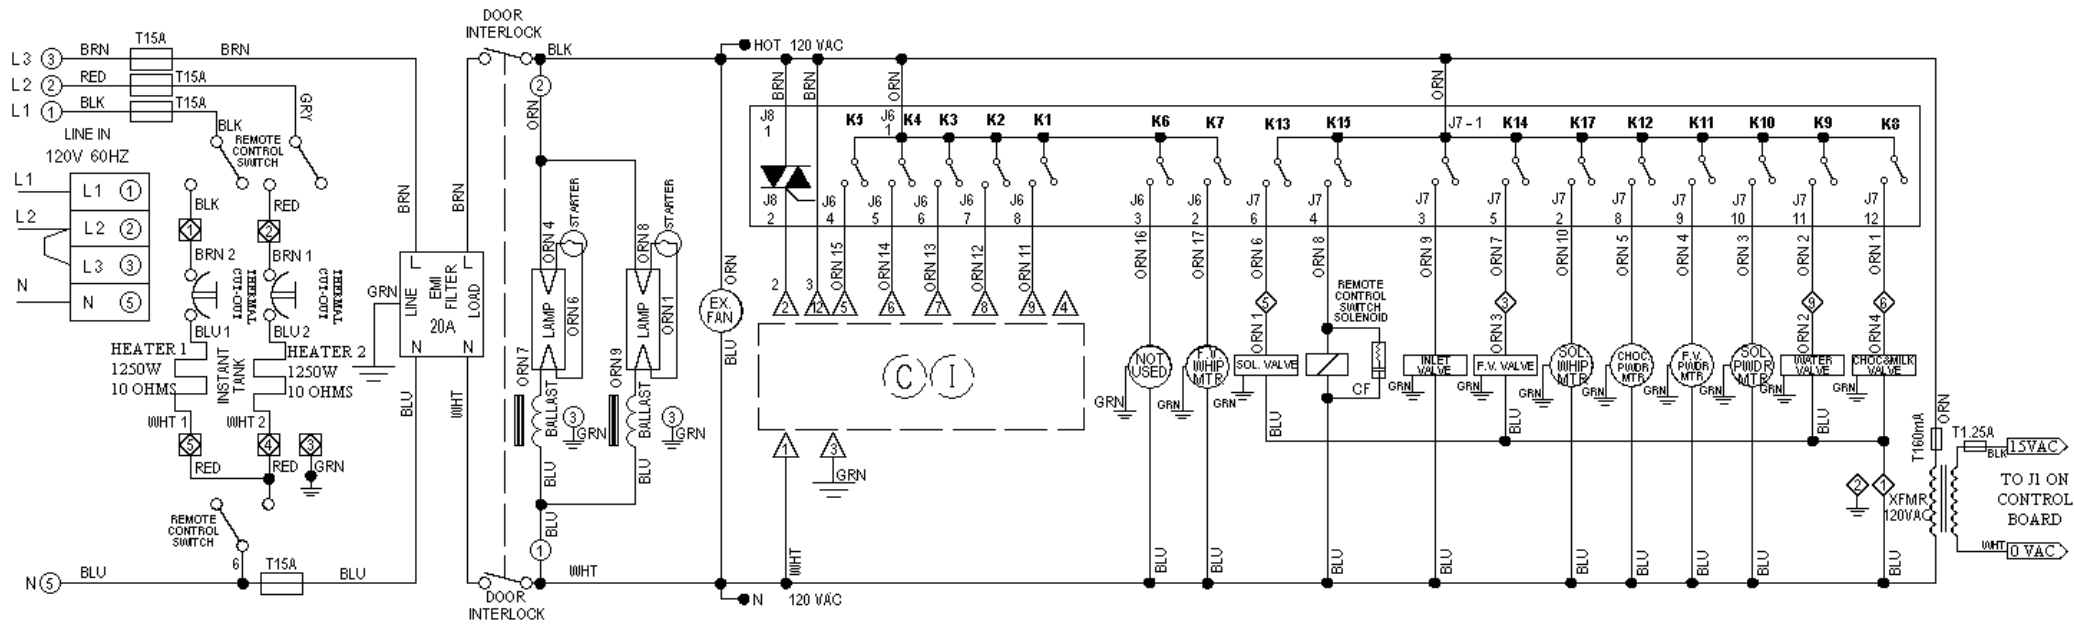 DOOR
INTERLOCK
L3 3 BRN T15A BRN
L2 2 RED T15A
L1 1 BLK T15A
GRY
BLK
REMOTE
CONTROL
SWITCH
LINE IN
120V 60HZ
L1 L1 1
L2 L2 2
L3 3
N N 5
BLK
RED
1
2
BRN 2
BRN 1
THERMAL
CUT-OUT
THERMAL
CUT-OUT
BLU 1
BLU 2
HEATER 1
1250W
10 OHMS
INSTANT
TANK
HEATER 2
1250W
10 OHMS
WHT 1
WHT 2
5
4
3
RED
RED
GRN
REMOTE
CONTROL
SWITCH
6
T15A
N 5 BLU
BLU
BRN
BRN
L L
LINE
EMI
FILTER
LOAD
20A
N N
GRN
BLU
WHT
BLK
2
ORN
ORN 4
STARTER
ORN 8
STARTER
LAMP
ORN 6
LAMP
ORN 1
ORN 7
ORN 9
BALLAST
BALLAST
3
GRN
3
GRN
BLU
BLU
BLU
1
WHT
DOOR
INTERLOCK
HOT 120 VAC
N 120 VAC
ORN
EX.
FAN
BLU
BRN
BRN
ORN
ORN
J8
1
J8
2
K5
J6
1
K4
K3
K2
K1
K6
K7
K13
K15
J7-1
K14
K17
K12
K11
K10
K9
K8
J6
4
J6
5
J6
6
J6
7
J6
8
J6
3
J6
2
J7
6
J7
4
J7
3
J7
5
J7
2
J7
8
J7
9
J7
10
J7
11
J7
12
ORN 15
ORN 14
ORN 13
ORN 12
ORN 11
ORN 16
ORN 17
ORN 6
ORN 8
ORN 9
ORN 7
ORN 10
ORN 5
ORN 4
ORN 3
ORN 2
ORN 1
2
3
2
12
5
6
7
8
9
4
C I
1
3
GRN
WHT
5
3
9
6
ORN 1
ORN 3
ORN 2
ORN 4
REMOTE
CONTROL
SWITCH
SOLENOID
CF
NOT
USED
F.V.
WHIP
MTR
SOL. VALVE
INLET
VALVE
F.V. VALVE
SOL
WHIP
MTR
CHOC.
PWDR
MTR
F.V.
PWDR
MTR
SOL
PWDR
MTR
WATER
VALVE
CHOC&MILK
VALVE
GRN
GRN
GRN
GRN
GRN
GRN
GRN
GRN
GRN
GRN
GRN
BLU
BLU
BLU
2
1
BLU
BLU
BLU
BLU
BLU
BLU
BLU
BLU
BLU
ORN
T160mA
T1.25A
BLK
15VAC
XFMR
120VAC
TO J1 ON
CONTROL
BOARD
WHT
0 VAC